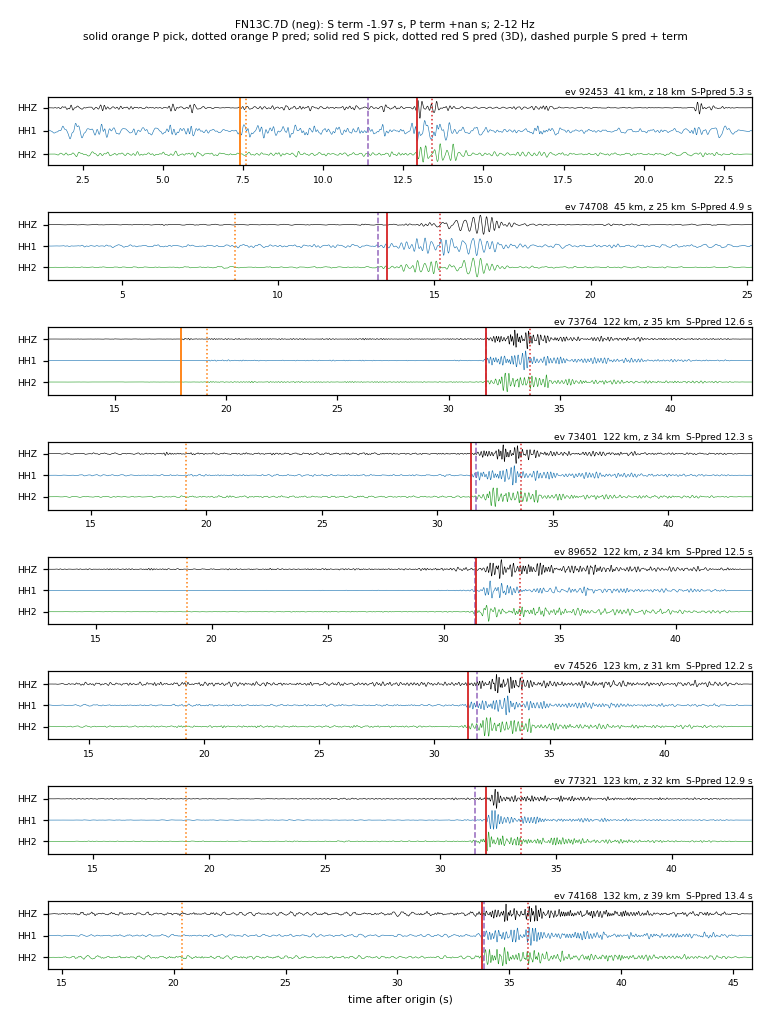 FN13C.7D (neg): S term -1.97 s, P term +nan s; 2-12 Hz
solid orange P pick, dotted orange P pred; solid red S pick, dotted red S pred (3D), dashed purple S pred + term
ev 92453  41 km, z 18 km  S-Ppred 5.3 s
HHZ
HH1
HH2
2.5 5.0 7.5 10.0 12.5 15.0 17.5 20.0 22.5
ev 74708  45 km, z 25 km  S-Ppred 4.9 s
HHZ
HH1
HH2
5 10 15 20 25
ev 73764  122 km, z 35 km  S-Ppred 12.6 s
HHZ
HH1
HH2
15 20 25 30 35 40
ev 73401  122 km, z 34 km  S-Ppred 12.3 s
HHZ
HH1
HH2
15 20 25 30 35 40
ev 89652  122 km, z 34 km  S-Ppred 12.5 s
HHZ
HH1
HH2
15 20 25 30 35 40
ev 74526  123 km, z 31 km  S-Ppred 12.2 s
HHZ
HH1
HH2
15 20 25 30 35 40
ev 77321  123 km, z 32 km  S-Ppred 12.9 s
HHZ
HH1
HH2
15 20 25 30 35 40
ev 74168  132 km, z 39 km  S-Ppred 13.4 s
HHZ
HH1
HH2
15 20 25 30 35 40 45
time after origin (s)